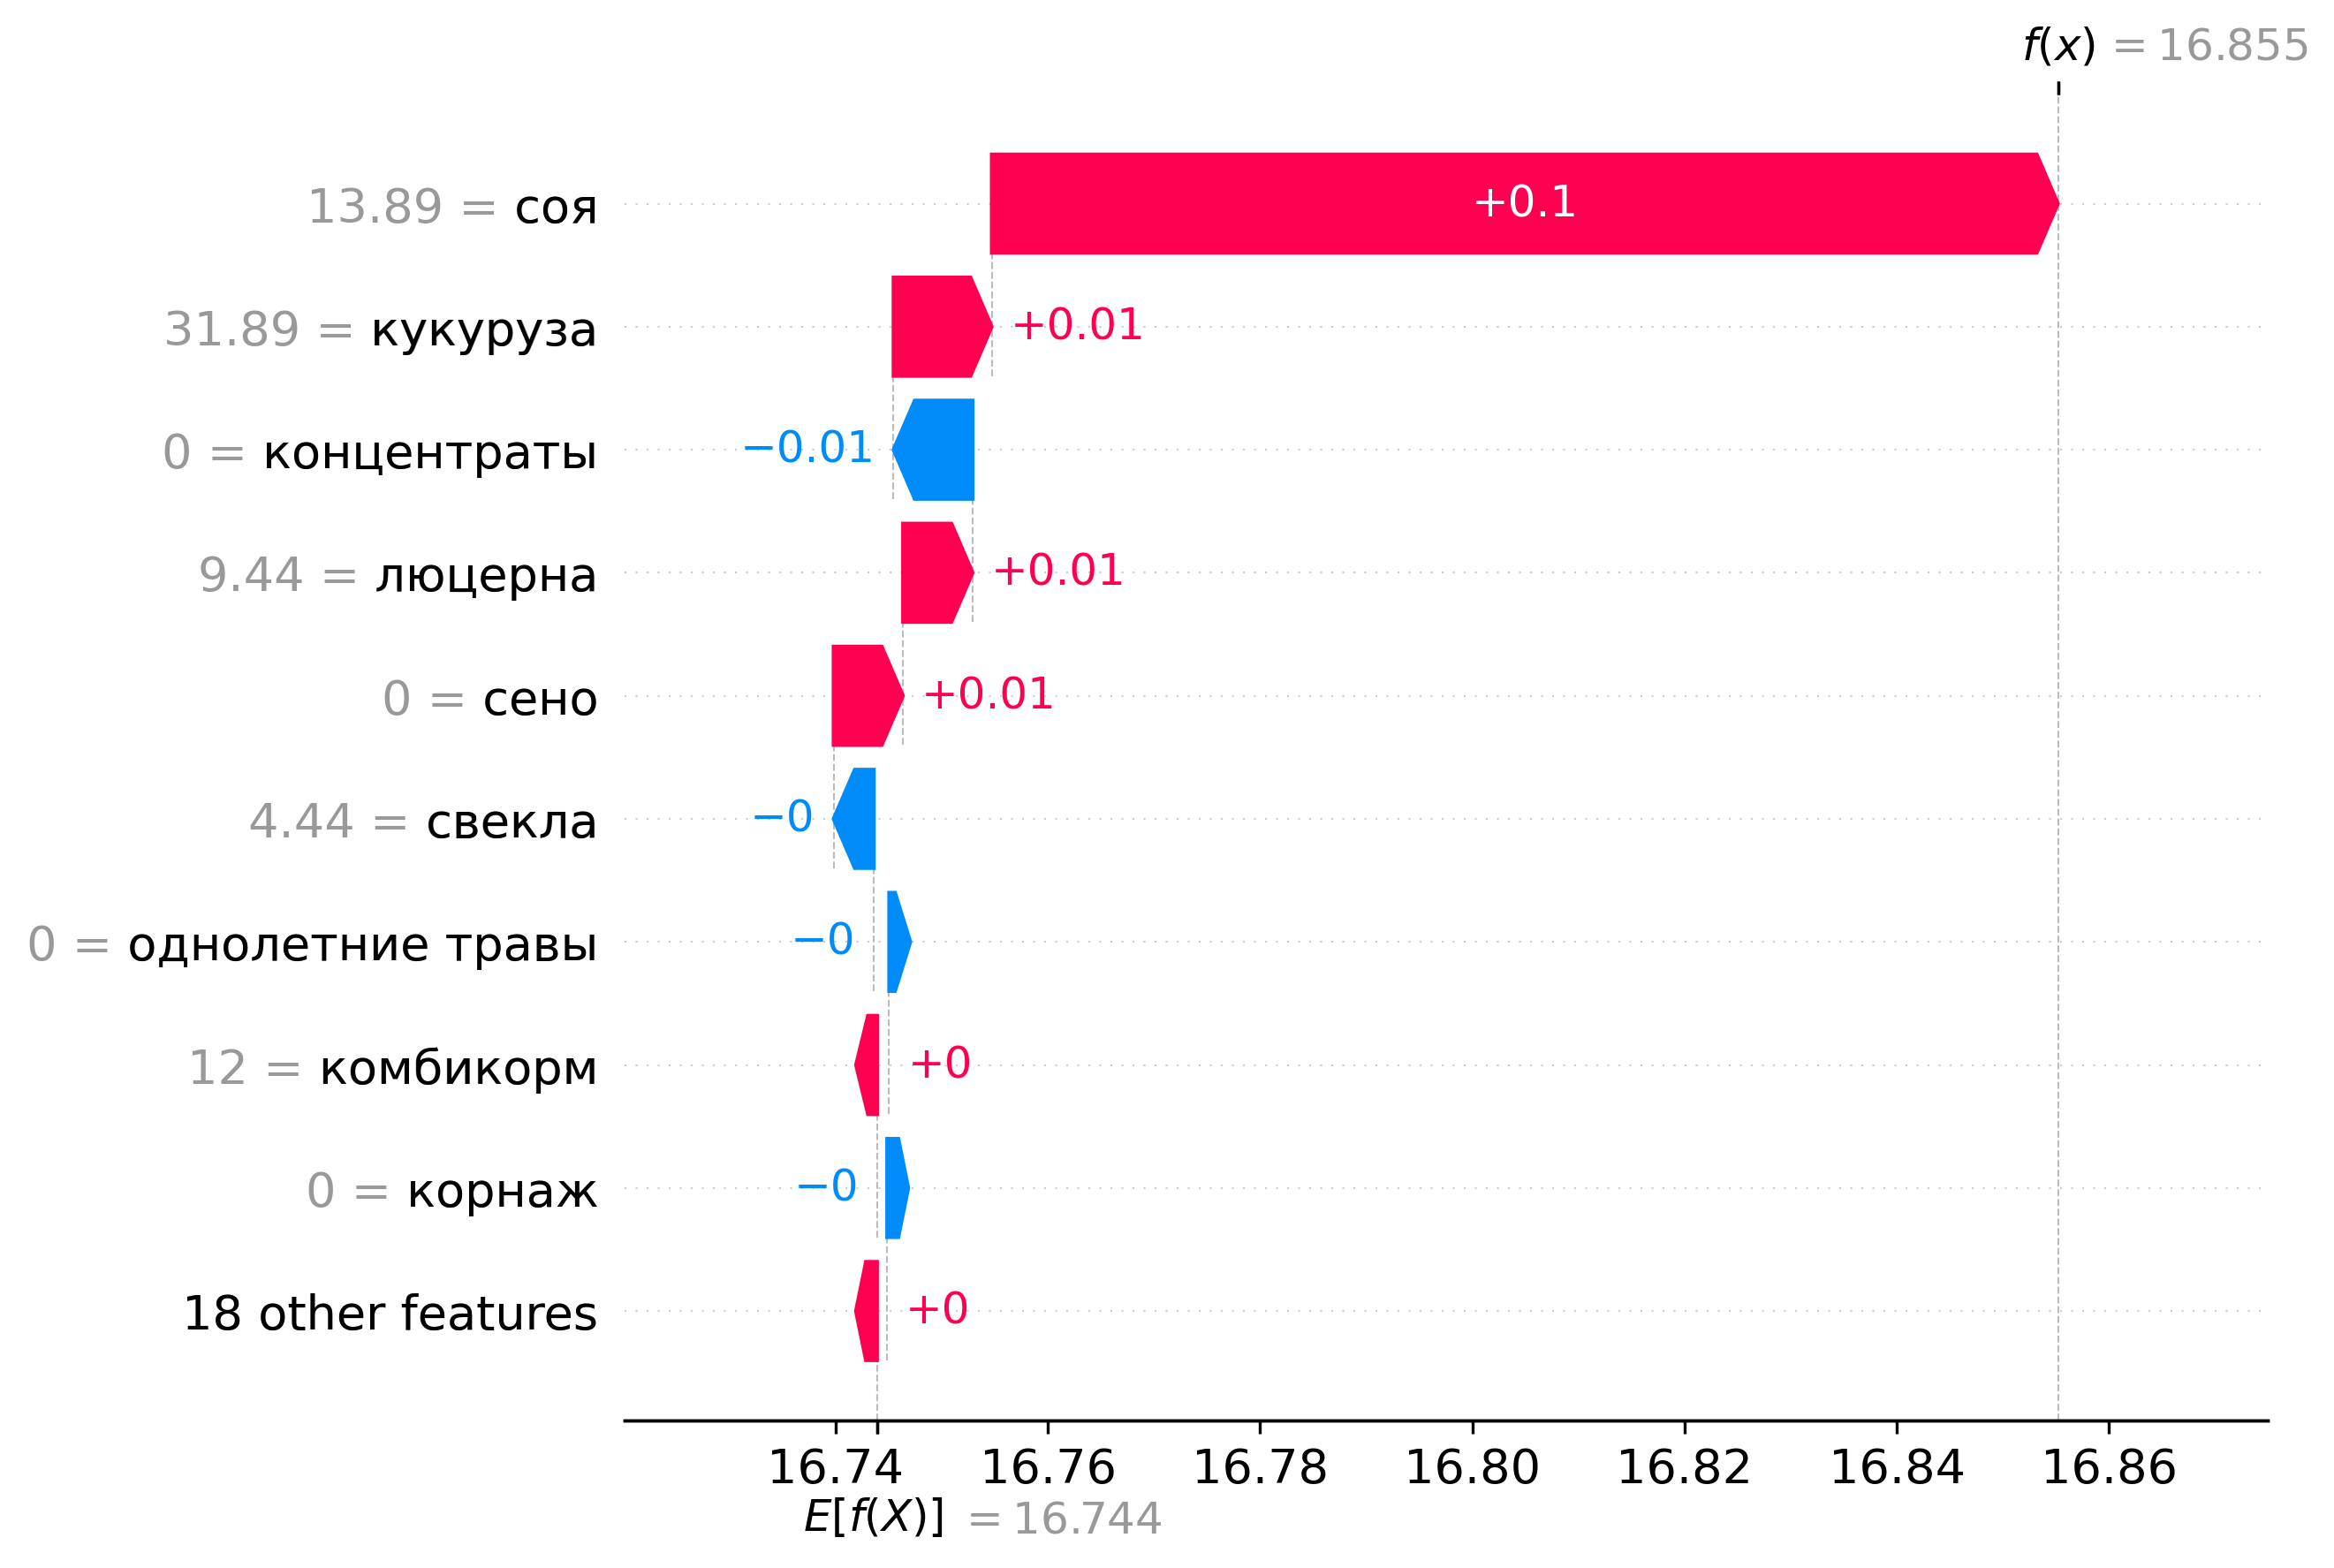 f(x) = 16.855
13.89 = соя
+0.1
31.89 = кукуруза
+0.01
0 = концентраты
−0.01
9.44 = люцерна
+0.01
0 = сено
+0.01
4.44 = свекла
−0
0 = однолетние травы
−0
12 = комбикорм
+0
0 = корнаж
−0
18 other features
+0
16.74 16.76 16.78 16.80 16.82 16.84 16.86
E[f(X)] = 16.744